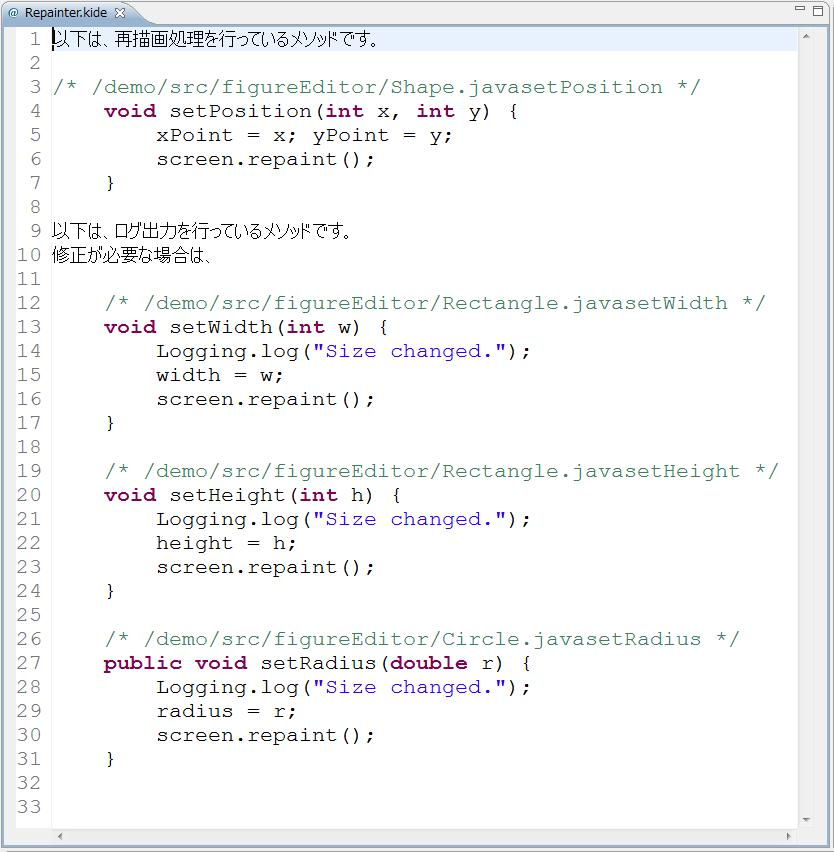 @ Repainter.kide
1 以下は、再描画処理を行っているメソッドです。
2
3 /* /demo/src/figureEditor/Shape.javasetPosition */
4 void setPosition(int x, int y) {
5 xPoint = x; yPoint = y;
6 screen.repaint();
7 }
8
9 以下は、ログ出力を行っているメソッドです。
10 修正が必要な場合は、
11
12 /* /demo/src/figureEditor/Rectangle.javasetWidth */
13 void setWidth(int w) {
14 Logging.log("Size changed.");
15 width = w;
16 screen.repaint();
17 }
18
19 /* /demo/src/figureEditor/Rectangle.javasetHeight */
20 void setHeight(int h) {
21 Logging.log("Size changed.");
22 height = h;
23 screen.repaint();
24 }
25
26 /* /demo/src/figureEditor/Circle.javasetRadius */
27 public void setRadius(double r) {
28 Logging.log("Size changed.");
29 radius = r;
30 screen.repaint();
31 }
32
33